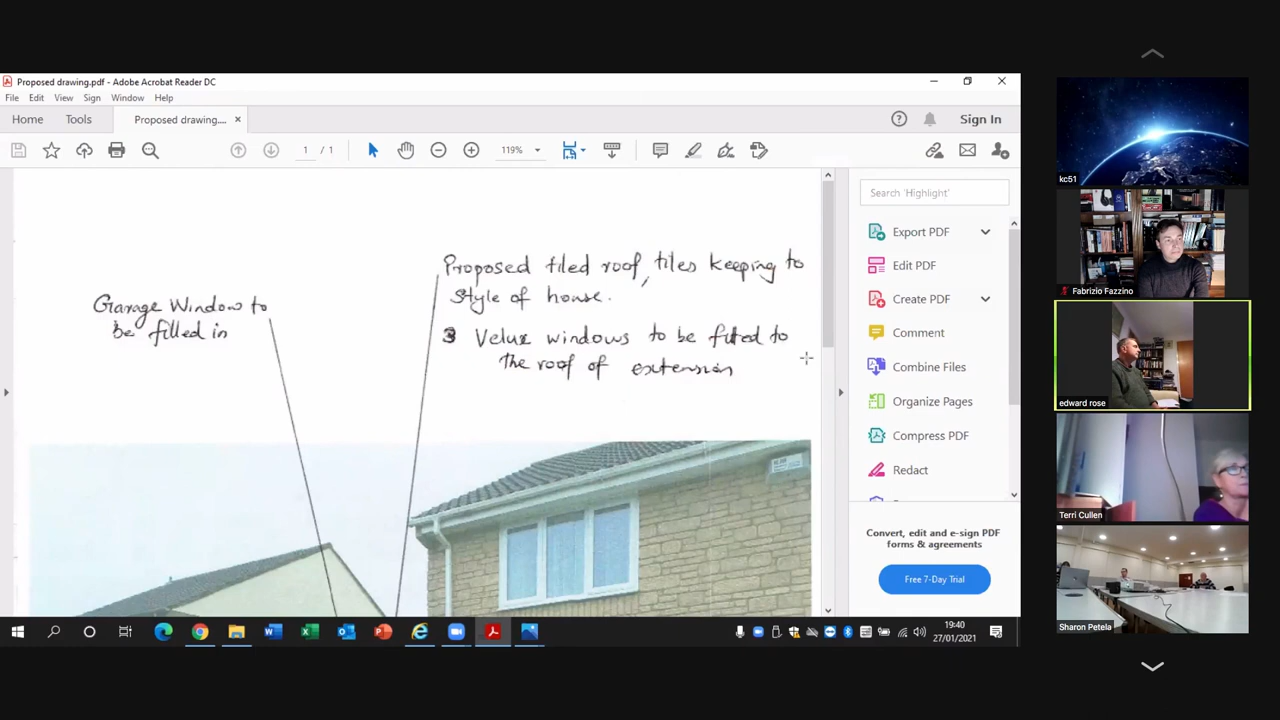 Proposed drawing.pdf - Adobe Acrobat Reader DC
File Edit View Sign Window Help
Home Tools Proposed drawing.... × Sign In
1 / 1 119%
Search 'Highlight'
Export PDF
Edit PDF
Create PDF
Comment
Combine Files
Organize Pages
Compress PDF
Redact
Convert, edit and e-sign PDF
forms & agreements
Free 7-Day Trial
Proposed tiled roof, tiles keeping to
style of house.
3 Velux windows to be fitted to
the roof of extension
Garage Window to
be filled in
19:40
27/01/2021
kc51
Fabrizio Fazzino
edward rose
Terri Cullen
Sharon Petela